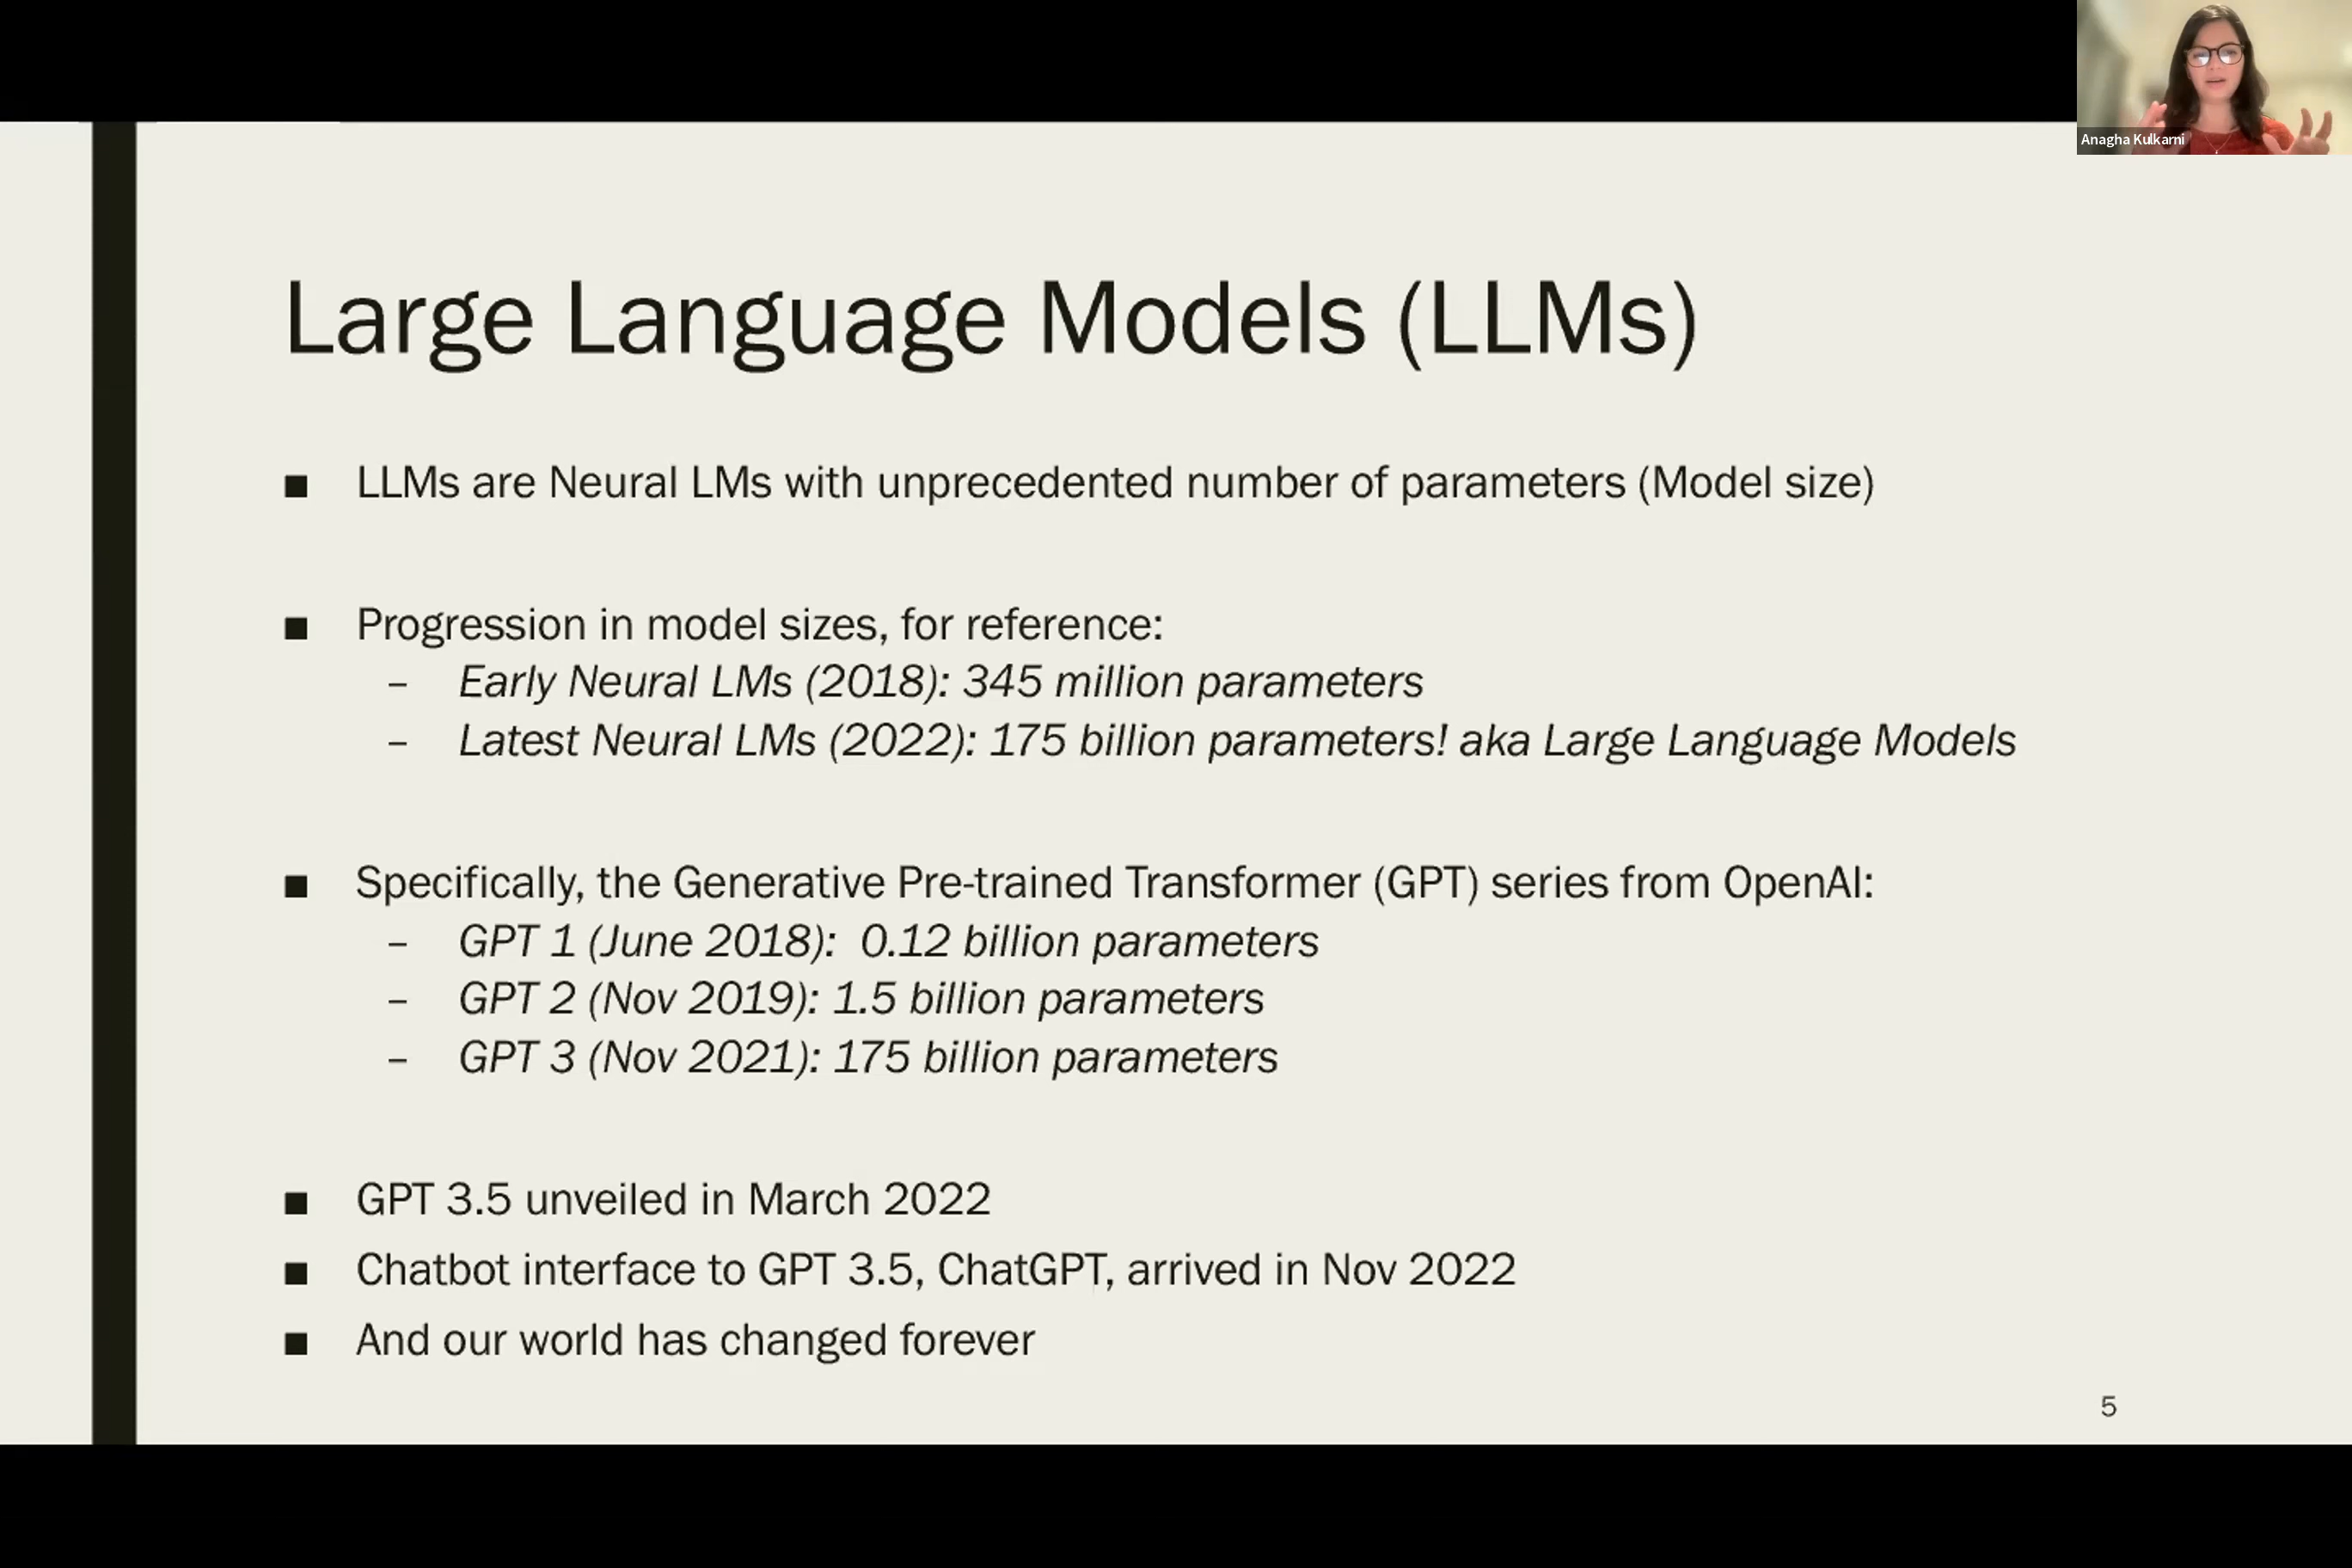 Anagha Kulkarni
Large Language Models (LLMs)
■ LLMs are Neural LMs with unprecedented number of parameters (Model size)
■ Progression in model sizes, for reference:
– Early Neural LMs (2018): 345 million parameters
– Latest Neural LMs (2022): 175 billion parameters! aka Large Language Models
■ Specifically, the Generative Pre-trained Transformer (GPT) series from OpenAI:
– GPT 1 (June 2018):  0.12 billion parameters
– GPT 2 (Nov 2019): 1.5 billion parameters
– GPT 3 (Nov 2021): 175 billion parameters
■ GPT 3.5 unveiled in March 2022
■ Chatbot interface to GPT 3.5, ChatGPT, arrived in Nov 2022
■ And our world has changed forever
5